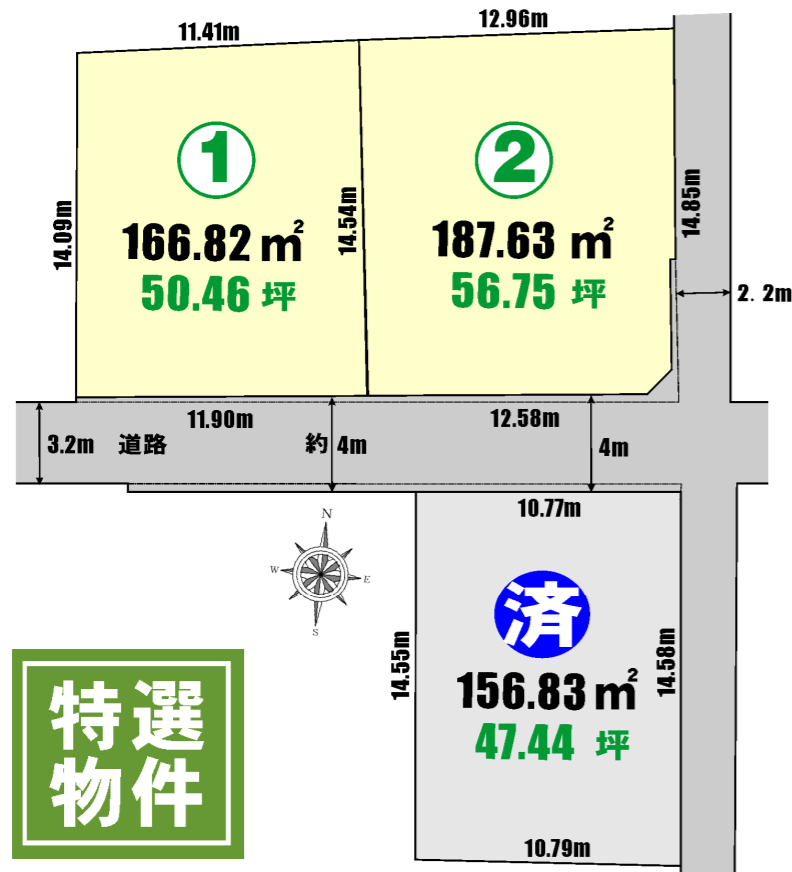 11.41m
12.96m
①
②
14.09m
14.54m
14.85m
166.82㎡
50.46坪
187.63㎡
56.75坪
2.2m
11.90m
12.58m
3.2m 道路
約4m
4m
N
W
E
S
10.77m
済
14.55m
14.58m
156.83㎡
47.44坪
10.79m
特選
物件